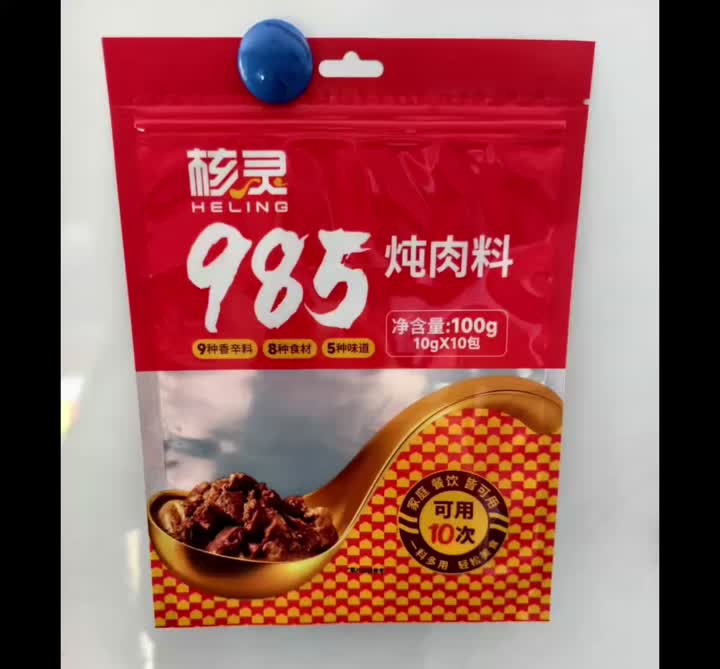 核灵
HELING
985 炖肉料
净含量:100g
10gX10包
9种香辛料 8种食材 5种味道
家庭 餐饮 皆可用
可用
10次
一料多用 轻松美食